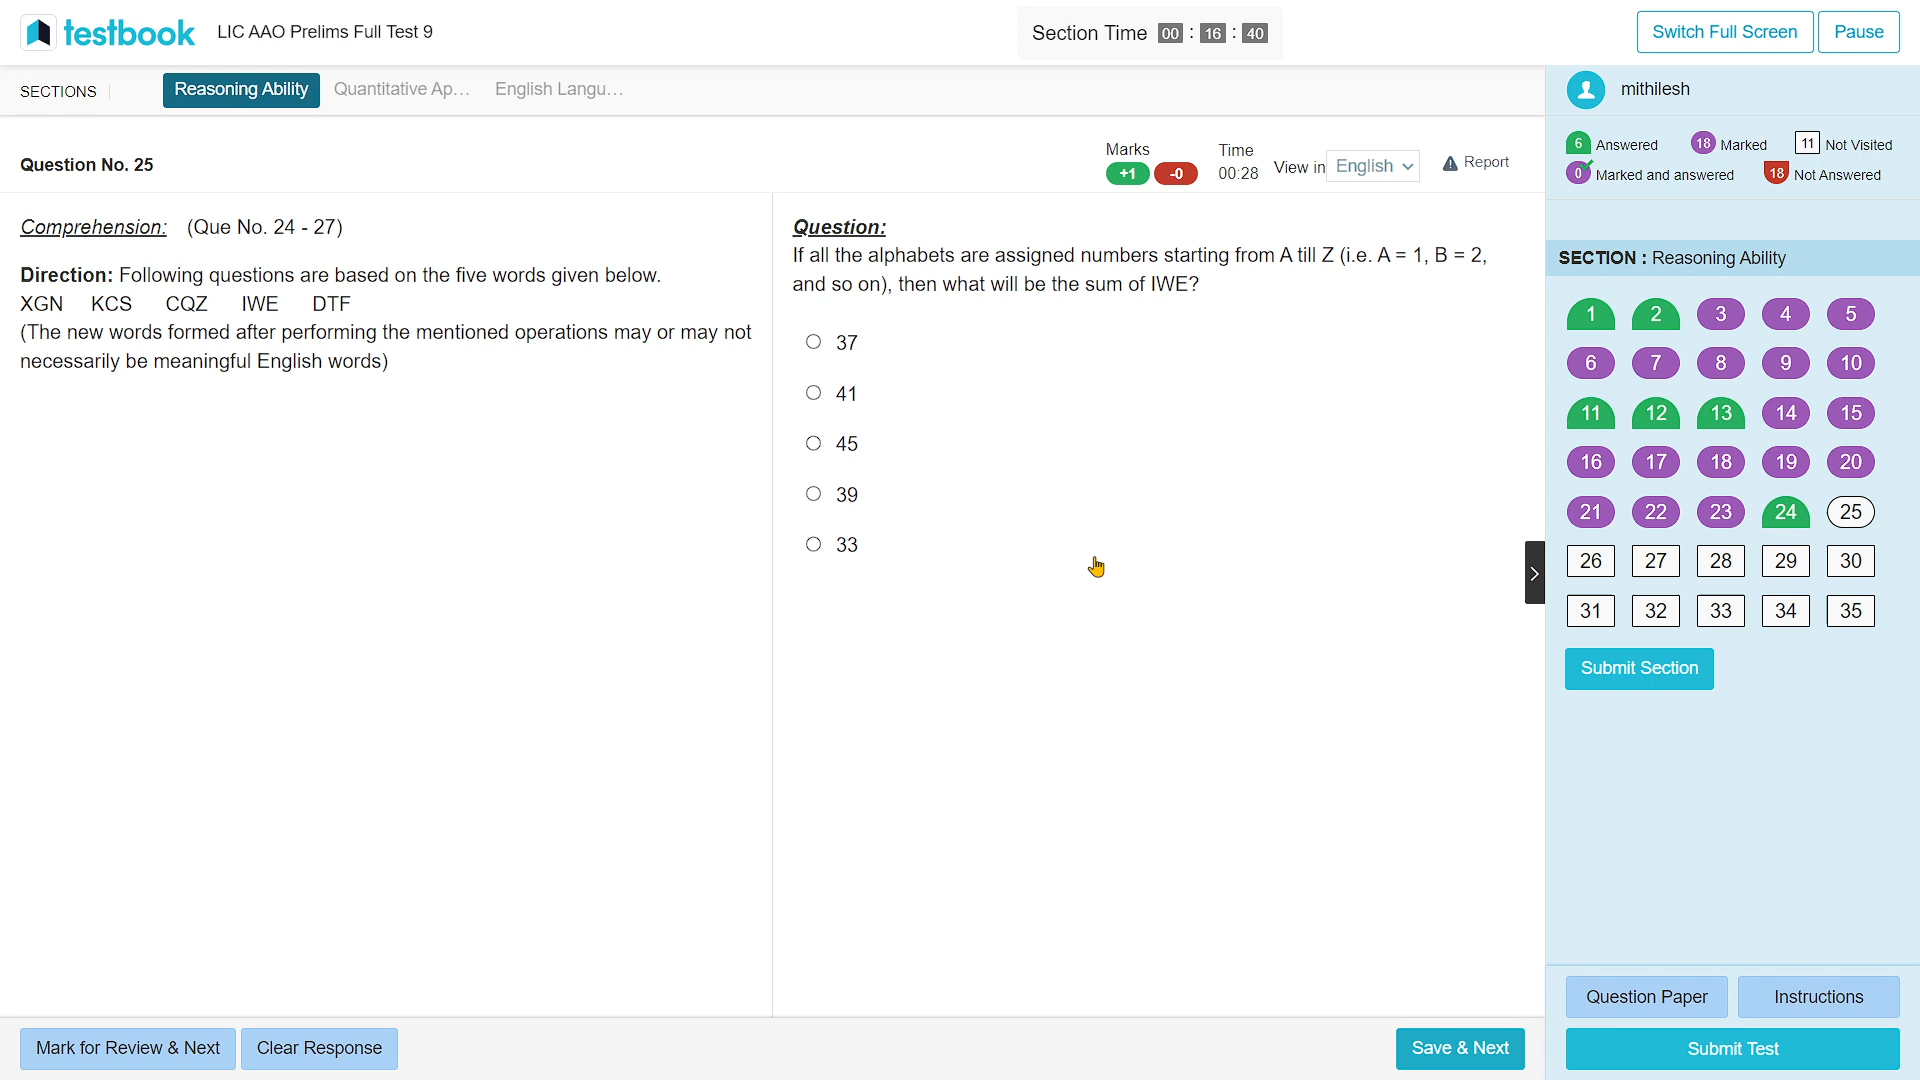 testbook LIC AAO Prelims Full Test 9 Section Time 00 : 16 : 40 Switch Full Screen Pause
SECTIONS Reasoning Ability Quantitative Ap... English Langu... mithilesh
6 Answered 18 Marked 11 Not Visited
0 Marked and answered 18 Not Answered
Question No. 25 Marks +1 -0 Time 00:28 View in English Report
Comprehension: (Que No. 24 - 27)
Direction: Following questions are based on the five words given below.
XGN KCS CQZ IWE DTF
(The new words formed after performing the mentioned operations may or may not
necessarily be meaningful English words)
Question:
If all the alphabets are assigned numbers starting from A till Z (i.e. A = 1, B = 2,
and so on), then what will be the sum of IWE?
37
41
45
39
33
SECTION : Reasoning Ability
1 2 3 4 5
6 7 8 9 10
11 12 13 14 15
16 17 18 19 20
21 22 23 24 25
26 27 28 29 30
31 32 33 34 35
Submit Section
Question Paper Instructions
Mark for Review & Next Clear Response Save & Next Submit Test